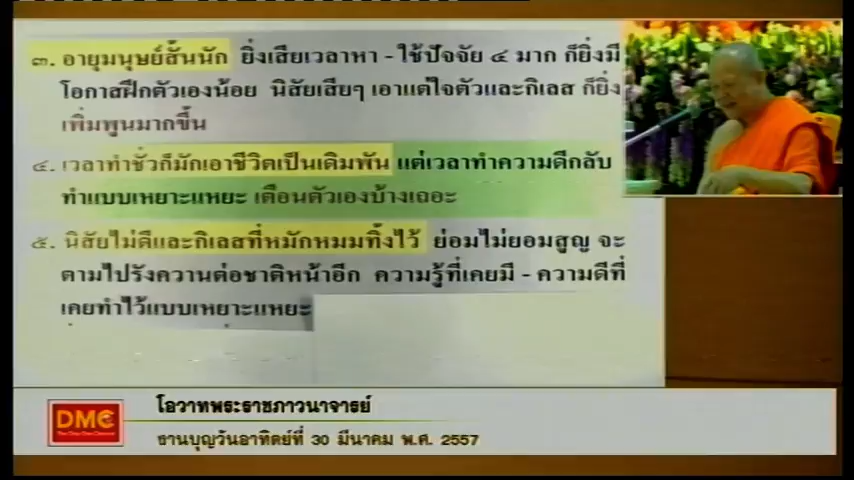 ๓. อายุมนุษย์สั้นนัก ยิ่งเสียเวลาหา - ใช้ปัจจัย ๔ มาก ก็ยิ่งมี
โอกาสฝึกตัวเองน้อย นิสัยเสียๆ เอาแต่ใจตัวและกิเลส ก็ยิ่ง
เพิ่มพูนมากขึ้น
๔. เวลาทำชั่วก็มักเอาชีวิตเป็นเดิมพัน แต่เวลาทำความดีกลับ
ทำแบบเหยาะแหยะ เตือนตัวเองบ้างเถอะ
๕. นิสัยไม่ดีและกิเลสที่หมักหมมทิ้งไว้ ย่อมไม่ยอมสูญ จะ
ตามไปรังควานต่อชาติหน้าอีก ความรู้ที่เคยมี - ความดีที่
เคยทำไว้แบบเหยาะแหยะ
DMC
โอวาทพระราชภาวนาจารย์
งานบุญวันอาทิตย์ที่ 30 มีนาคม พ.ศ. 2557